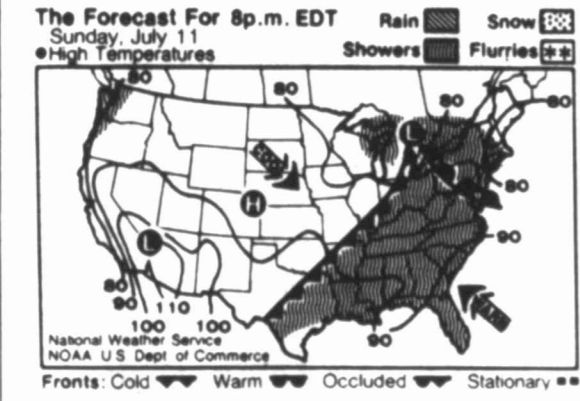 The Forecast For 8p.m. EDT
Sunday, July 11
●High Temperatures
Rain
Snow
Showers
Flurries
80
80
80
80
L
80
H
90
L
80
90
110
100
100
90
National Weather Service
NOAA U S Dept of Commerce
Fronts: Cold
Warm
Occluded
Stationary